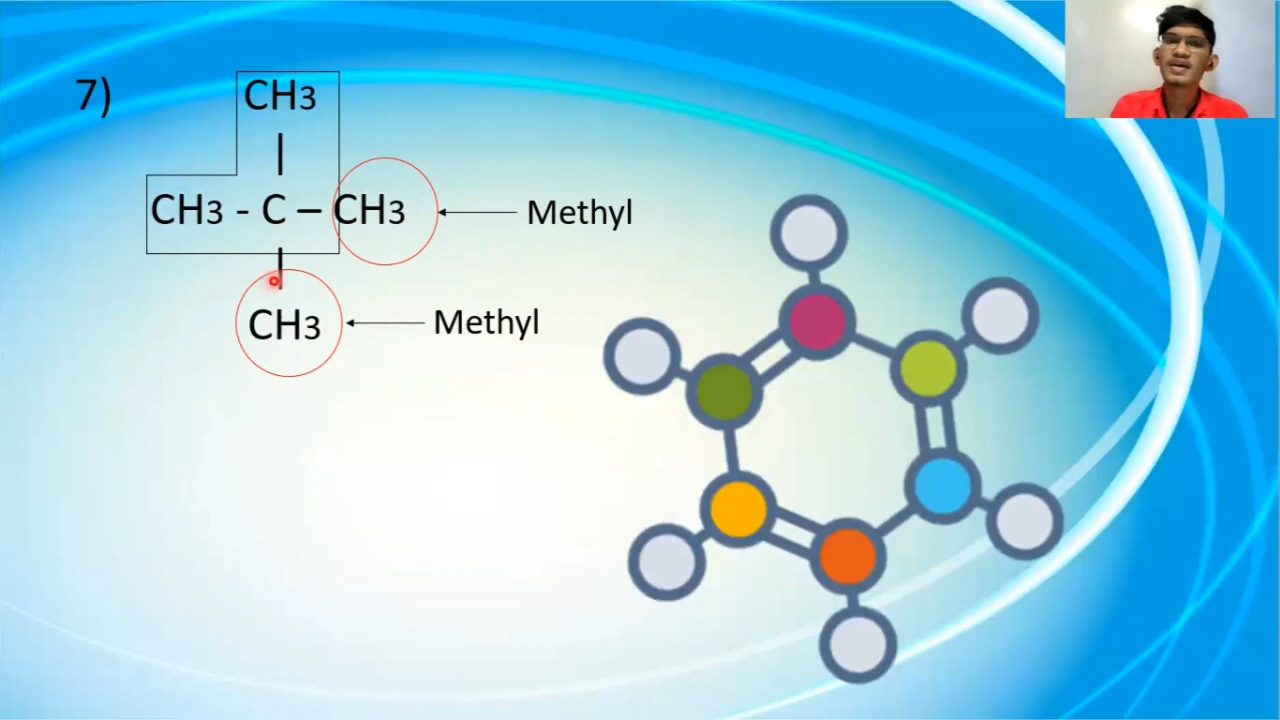 7)
CH3
|
CH3 - C – CH3
Methyl
|
CH3
Methyl